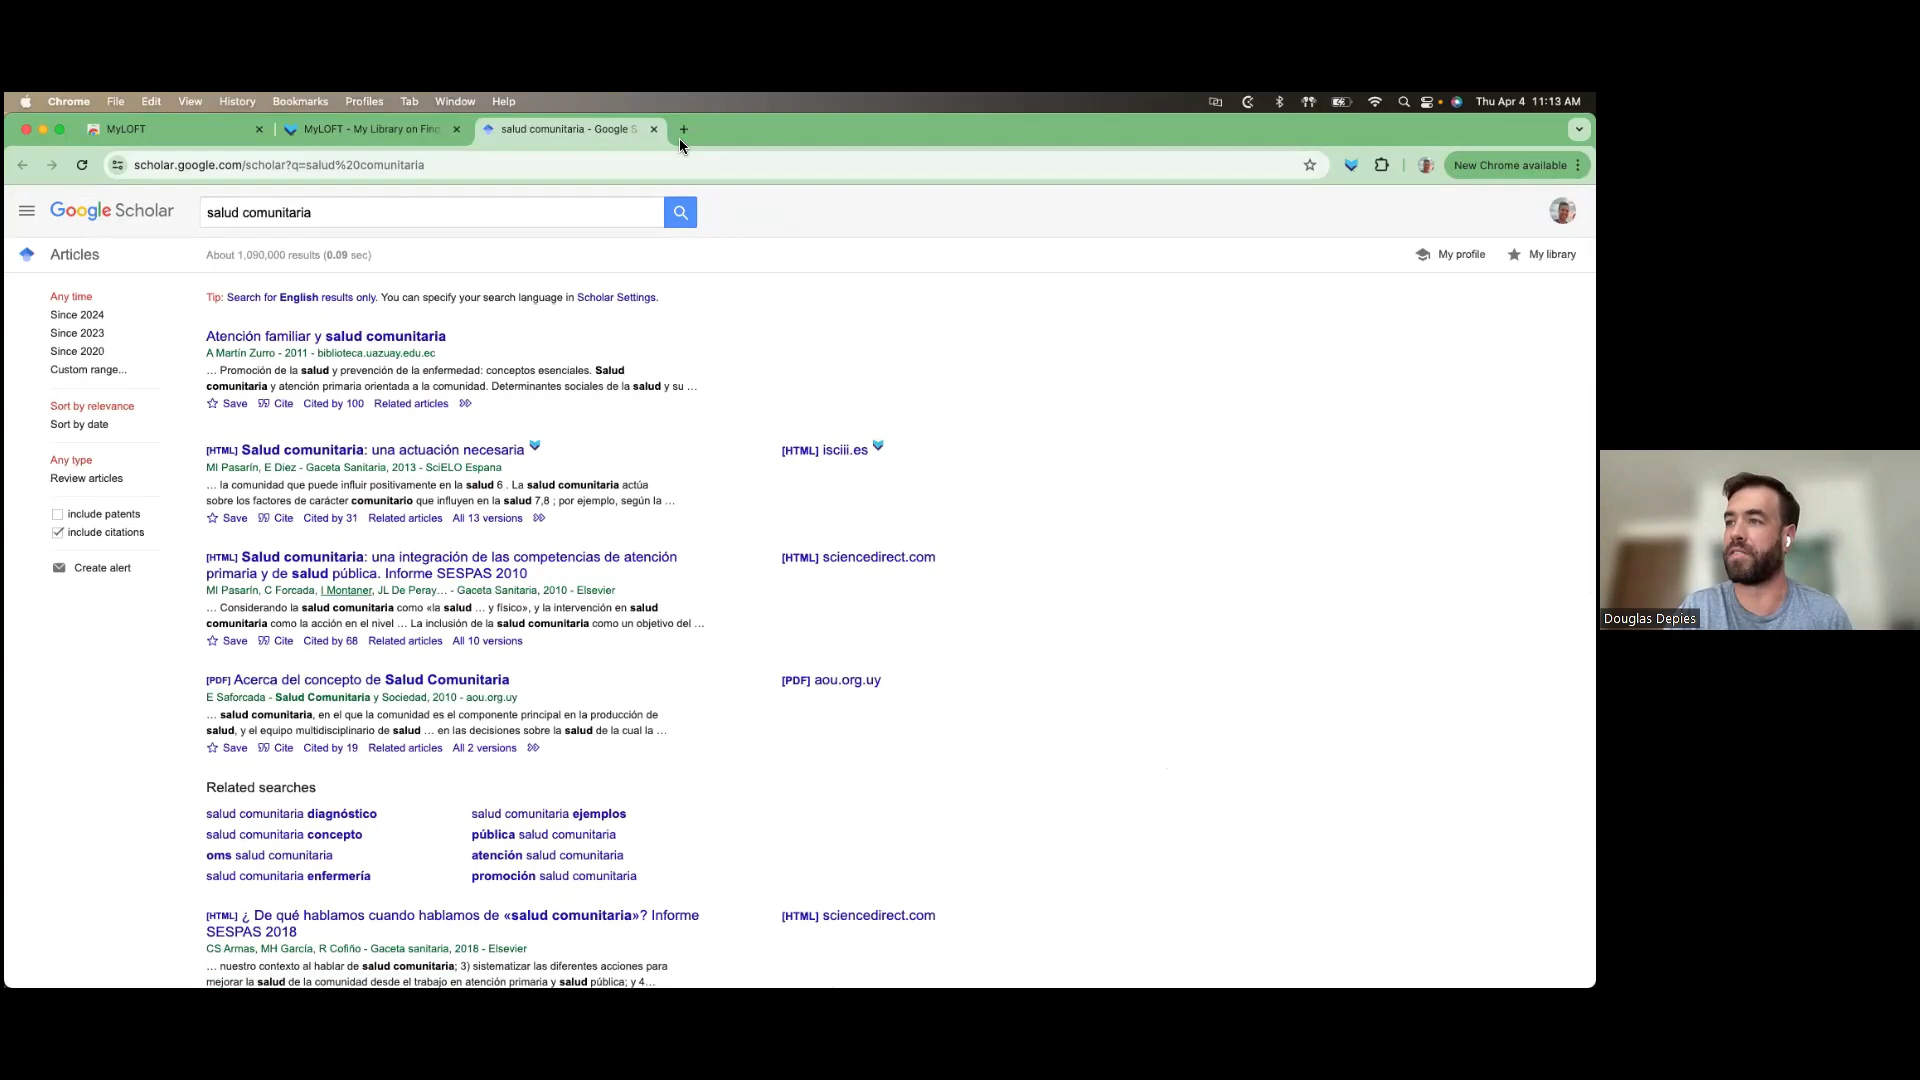 Chrome File Edit View History Bookmarks Profiles Tab Window Help
Thu Apr 4 11:13 AM
MyLOFT
MyLOFT - My Library on Fing
salud comunitaria - Google S
scholar.google.com/scholar?q=salud%20comunitaria
New Chrome available
Google Scholar
salud comunitaria
Articles
About 1,090,000 results (0.09 sec)
My profile
My library
Any time
Since 2024
Since 2023
Since 2020
Custom range...
Sort by relevance
Sort by date
Any type
Review articles
include patents
include citations
Create alert
Tip: Search for English results only. You can specify your search language in Scholar Settings.
Atención familiar y salud comunitaria
A Martín Zurro - 2011 - biblioteca.uazuay.edu.ec
… Promoción de la salud y prevención de la enfermedad: conceptos esenciales. Salud
comunitaria y atención primaria orientada a la comunidad. Determinantes sociales de la salud y su …
Save Cite Cited by 100 Related articles
[HTML] Salud comunitaria: una actuación necesaria
[HTML] isciii.es
MI Pasarín, E Diez - Gaceta Sanitaria, 2013 - SciELO Espana
… la comunidad que puede influir positivamente en la salud 6 . La salud comunitaria actúa
sobre los factores de carácter comunitario que influyen en la salud 7,8 ; por ejemplo, según la …
Save Cite Cited by 31 Related articles All 13 versions
[HTML] Salud comunitaria: una integración de las competencias de atención
primaria y de salud pública. Informe SESPAS 2010
[HTML] sciencedirect.com
MI Pasarín, C Forcada, I Montaner, JL De Peray… - Gaceta Sanitaria, 2010 - Elsevier
… Considerando la salud comunitaria como «la salud … y físico», y la intervención en salud
comunitaria como la acción en el nivel … La inclusión de la salud comunitaria como un objetivo del …
Save Cite Cited by 68 Related articles All 10 versions
[PDF] Acerca del concepto de Salud Comunitaria
[PDF] aou.org.uy
E Saforcada - Salud Comunitaria y Sociedad, 2010 - aou.org.uy
… salud comunitaria, en el que la comunidad es el componente principal en la producción de
salud, y el equipo multidisciplinario de salud … en las decisiones sobre la salud de la cual la …
Save Cite Cited by 19 Related articles All 2 versions
Related searches
salud comunitaria diagnóstico
salud comunitaria ejemplos
salud comunitaria concepto
pública salud comunitaria
oms salud comunitaria
atención salud comunitaria
salud comunitaria enfermería
promoción salud comunitaria
[HTML] ¿ De qué hablamos cuando hablamos de «salud comunitaria»? Informe
SESPAS 2018
[HTML] sciencedirect.com
CS Armas, MH García, R Cofiño - Gaceta sanitaria, 2018 - Elsevier
… nuestro contexto al hablar de salud comunitaria; 3) sistematizar las diferentes acciones para
mejorar la salud de la comunidad desde el trabajo en atención primaria y salud pública; y 4…
Douglas Depies